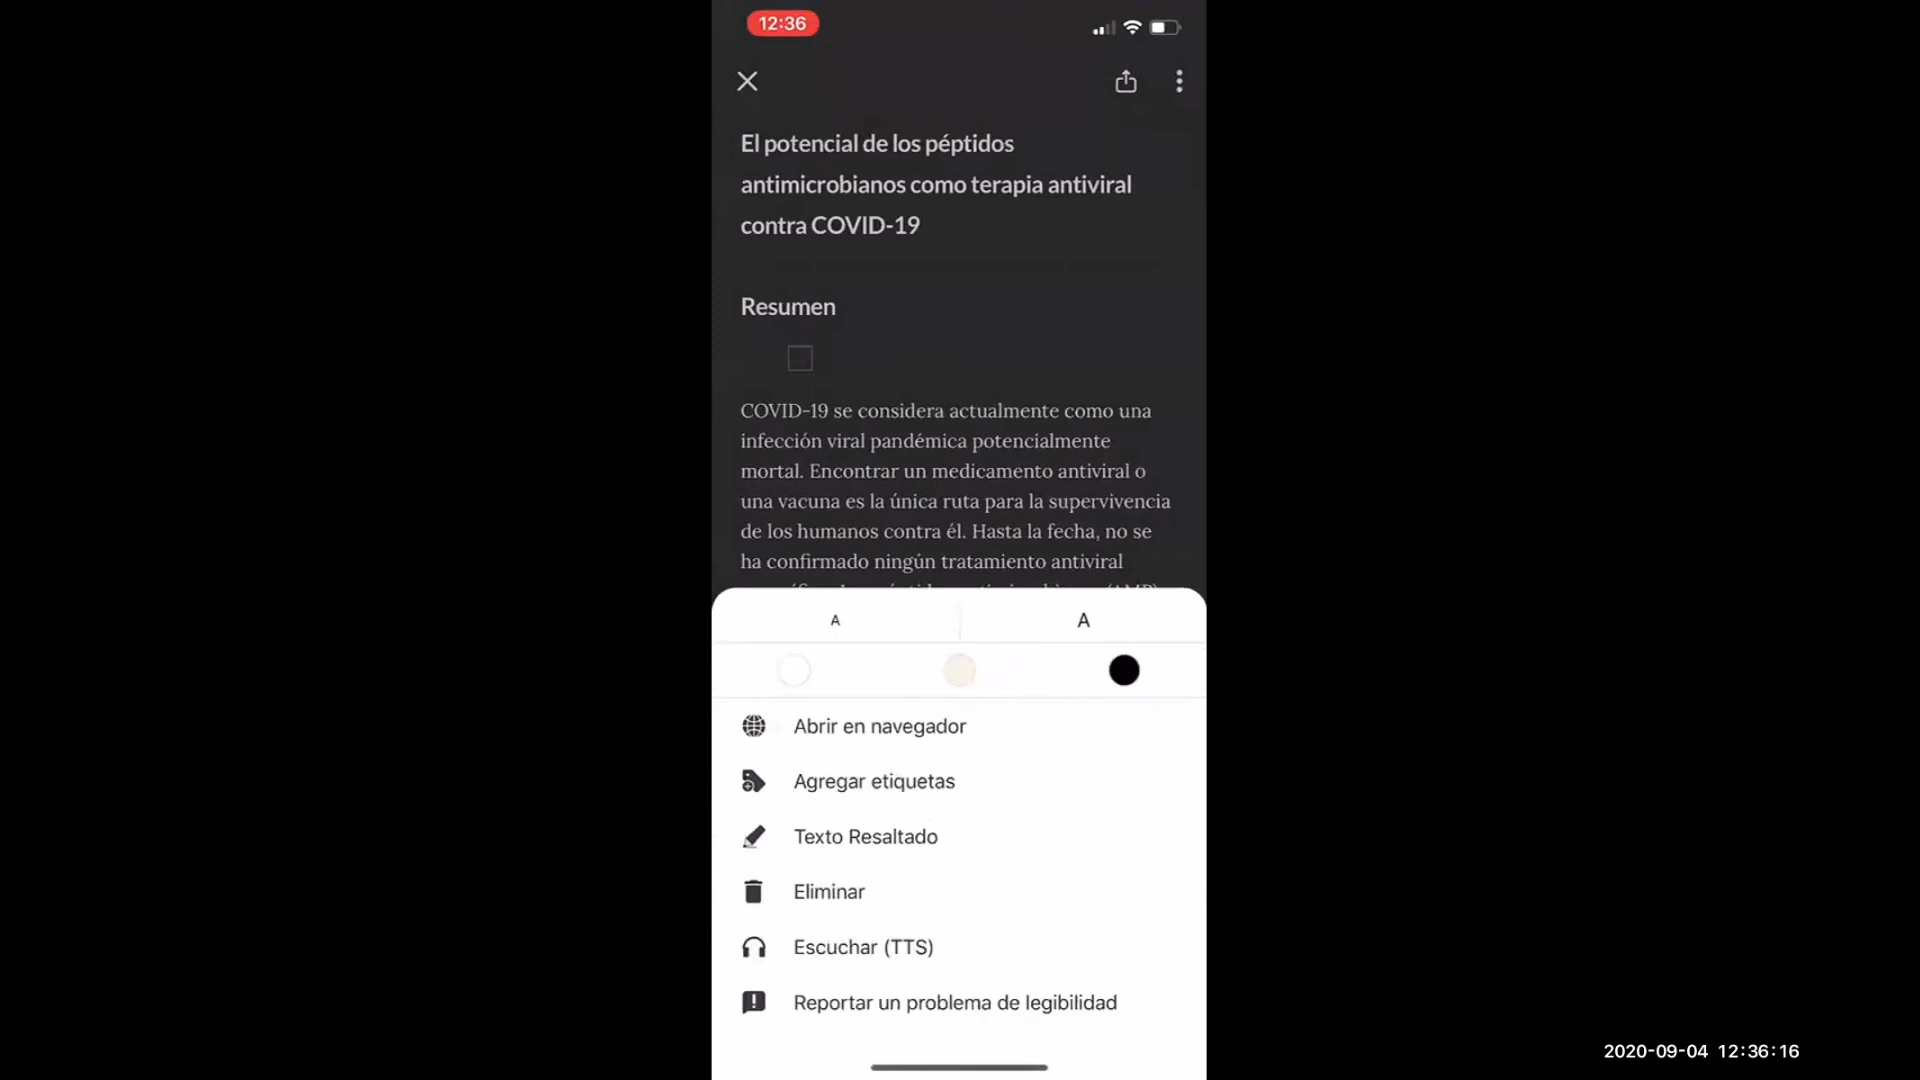 12:36
El potencial de los péptidos
antimicrobianos como terapia antiviral
contra COVID-19
Resumen
COVID-19 se considera actualmente como una
infección viral pandémica potencialmente
mortal. Encontrar un medicamento antiviral o
una vacuna es la única ruta para la supervivencia
de los humanos contra él. Hasta la fecha, no se
ha confirmado ningún tratamiento antiviral
A A
Abrir en navegador
Agregar etiquetas
Texto Resaltado
Eliminar
Escuchar (TTS)
Reportar un problema de legibilidad
2020-09-04 12:36:16